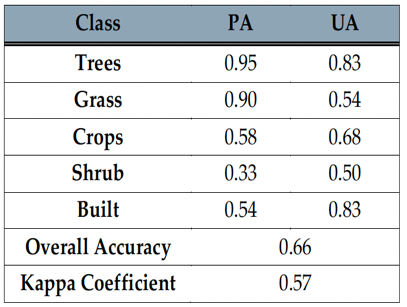 Class PA UA
Trees 0.95 0.83
Grass 0.90 0.54
Crops 0.58 0.68
Shrub 0.33 0.50
Built 0.54 0.83
Overall Accuracy 0.66
Kappa Coefficient 0.57